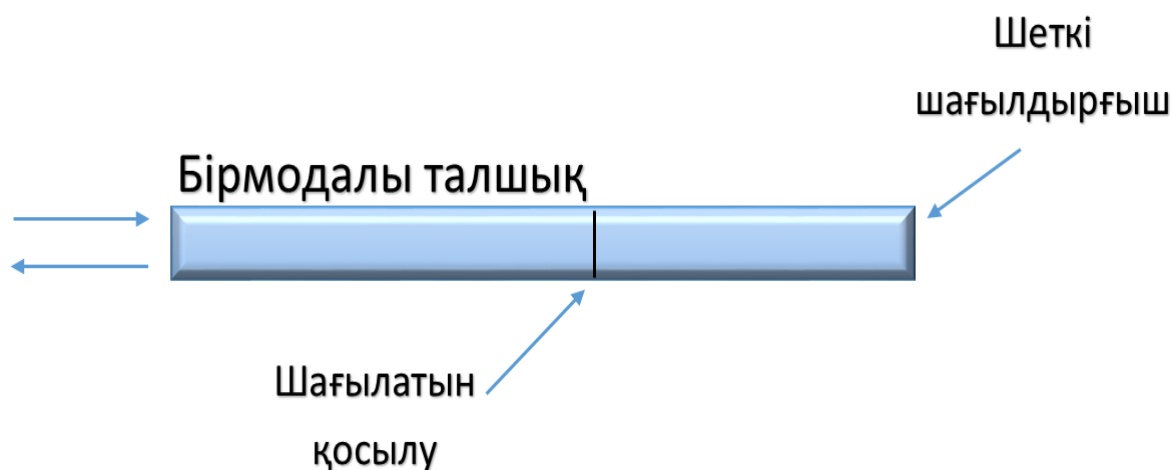 Шеткі
шағылдырғыш
Бірмодалы талшық
Шағылатын
қосылу